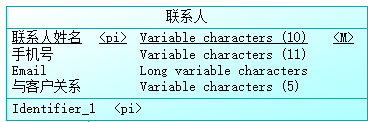 联系人
联系人姓名 <pi> Variable characters (10) <M>
手机号 Variable characters (11)
Email Long variable characters
与客户关系 Variable characters (5)
Identifier_1 <pi>